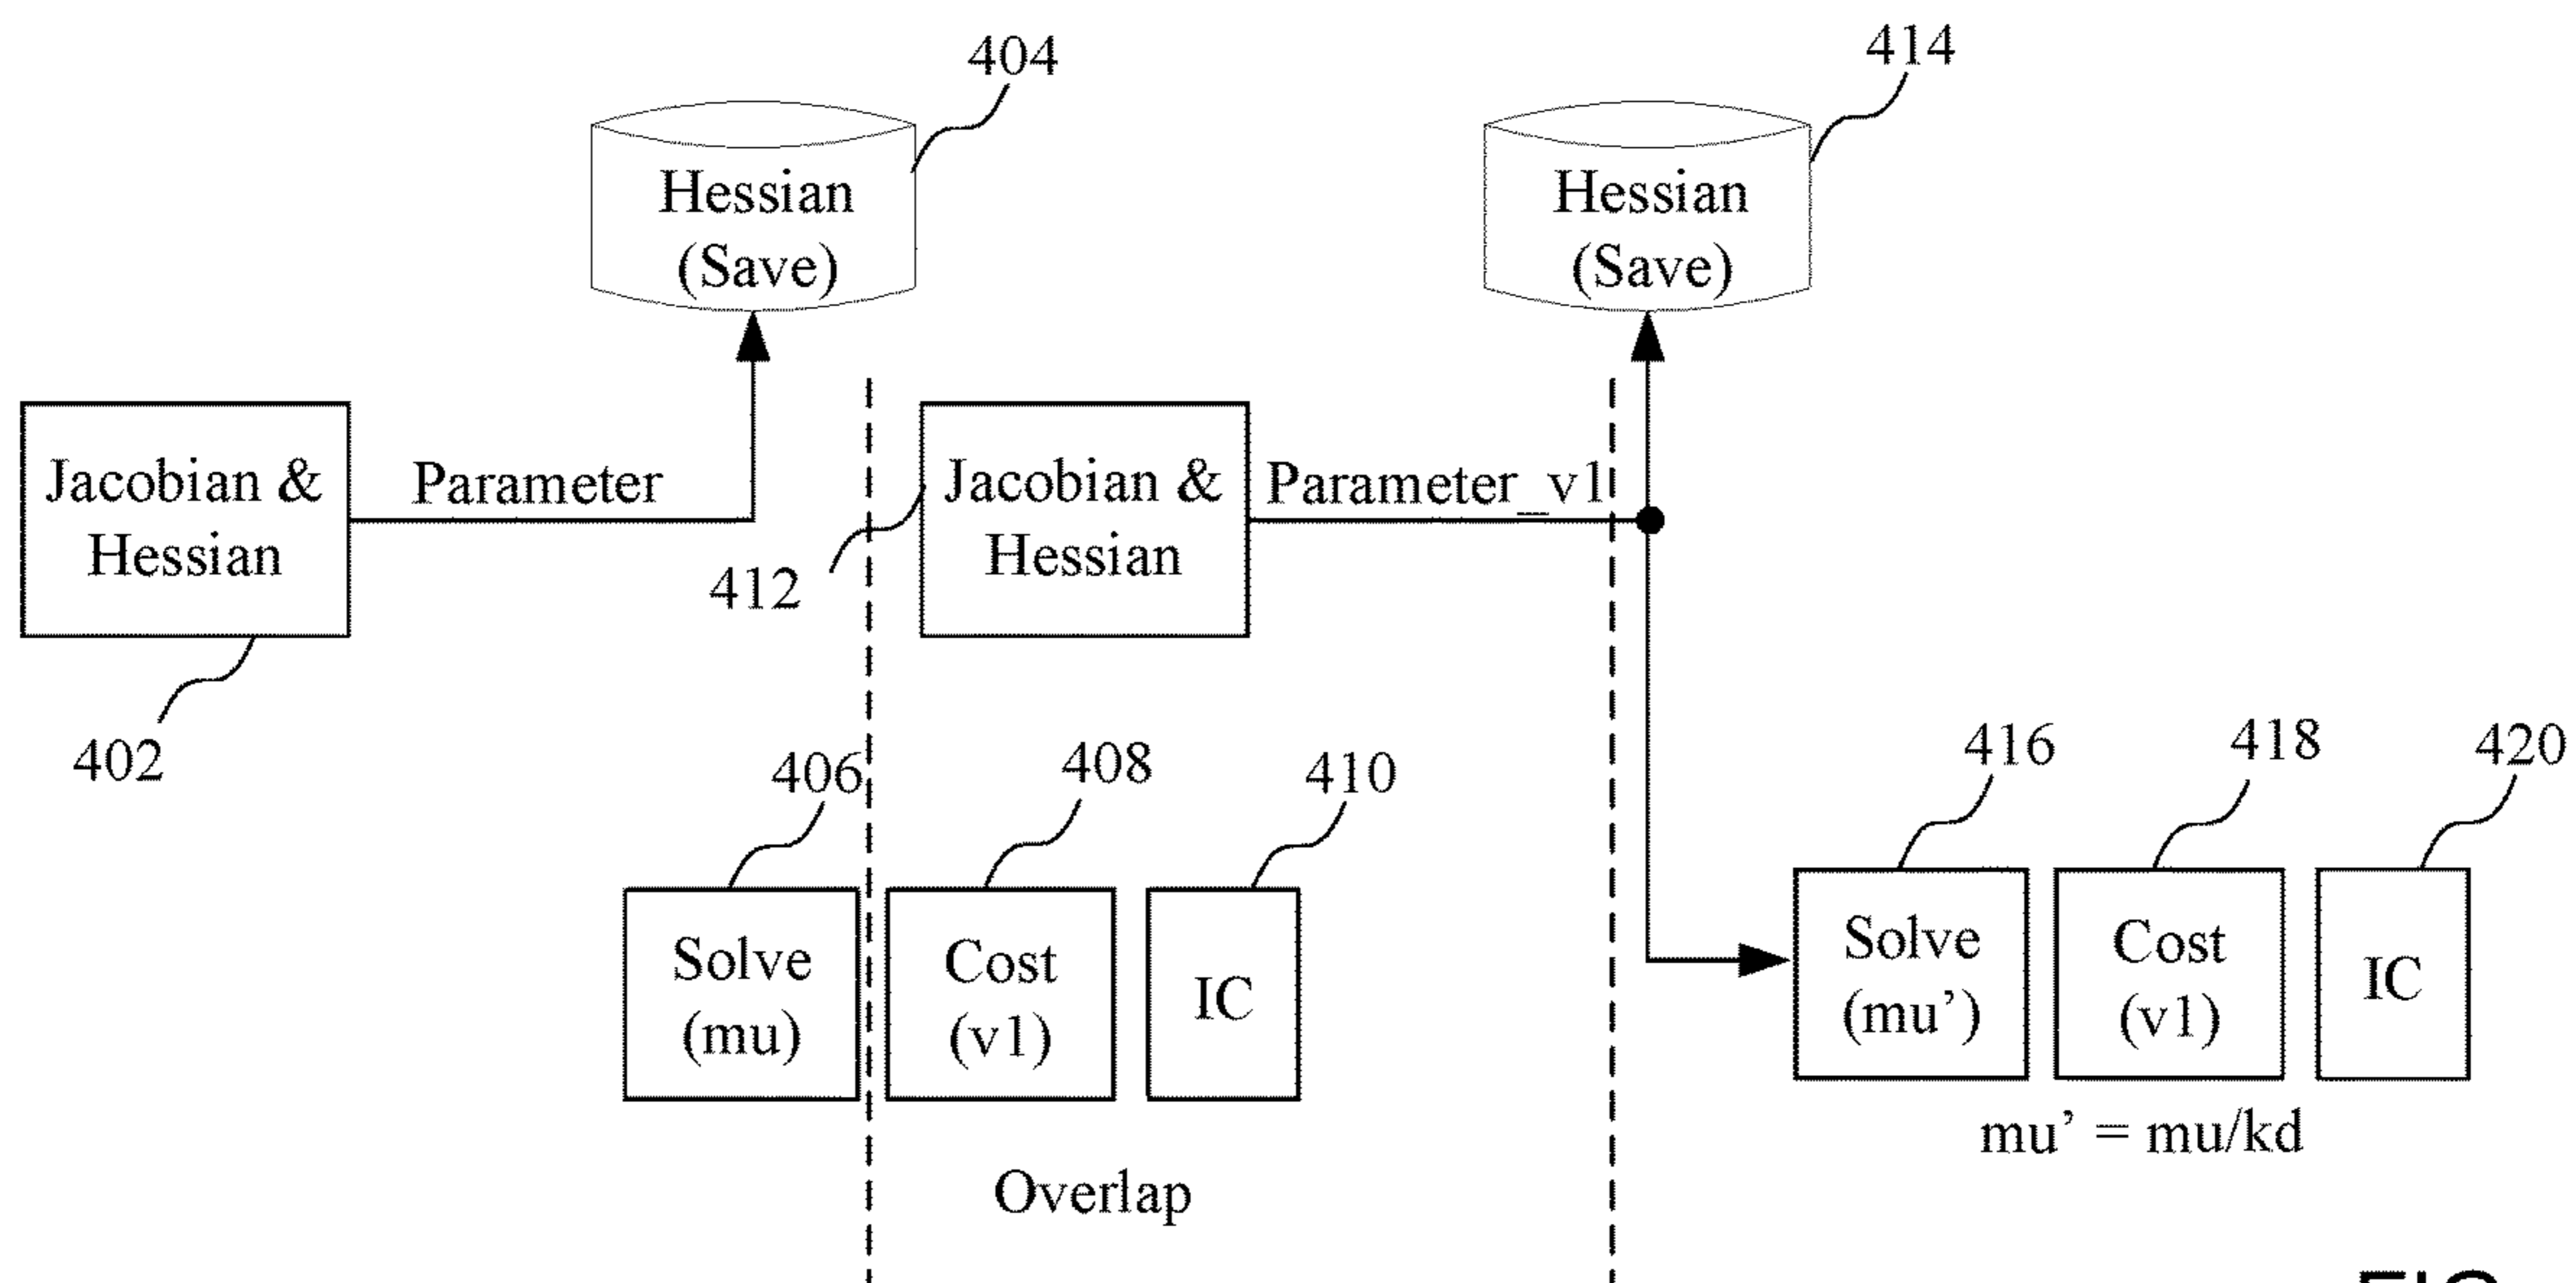 404
414
Hessian
(Save)
Hessian
(Save)
Jacobian &
Hessian
Parameter
Jacobian &
Hessian
Parameter_v1
412
402
406
408
410
416
418
420
Solve
(mu)
Cost
(v1)
IC
Solve
(mu’)
Cost
(v1)
IC
mu’ = mu/kd
Overlap